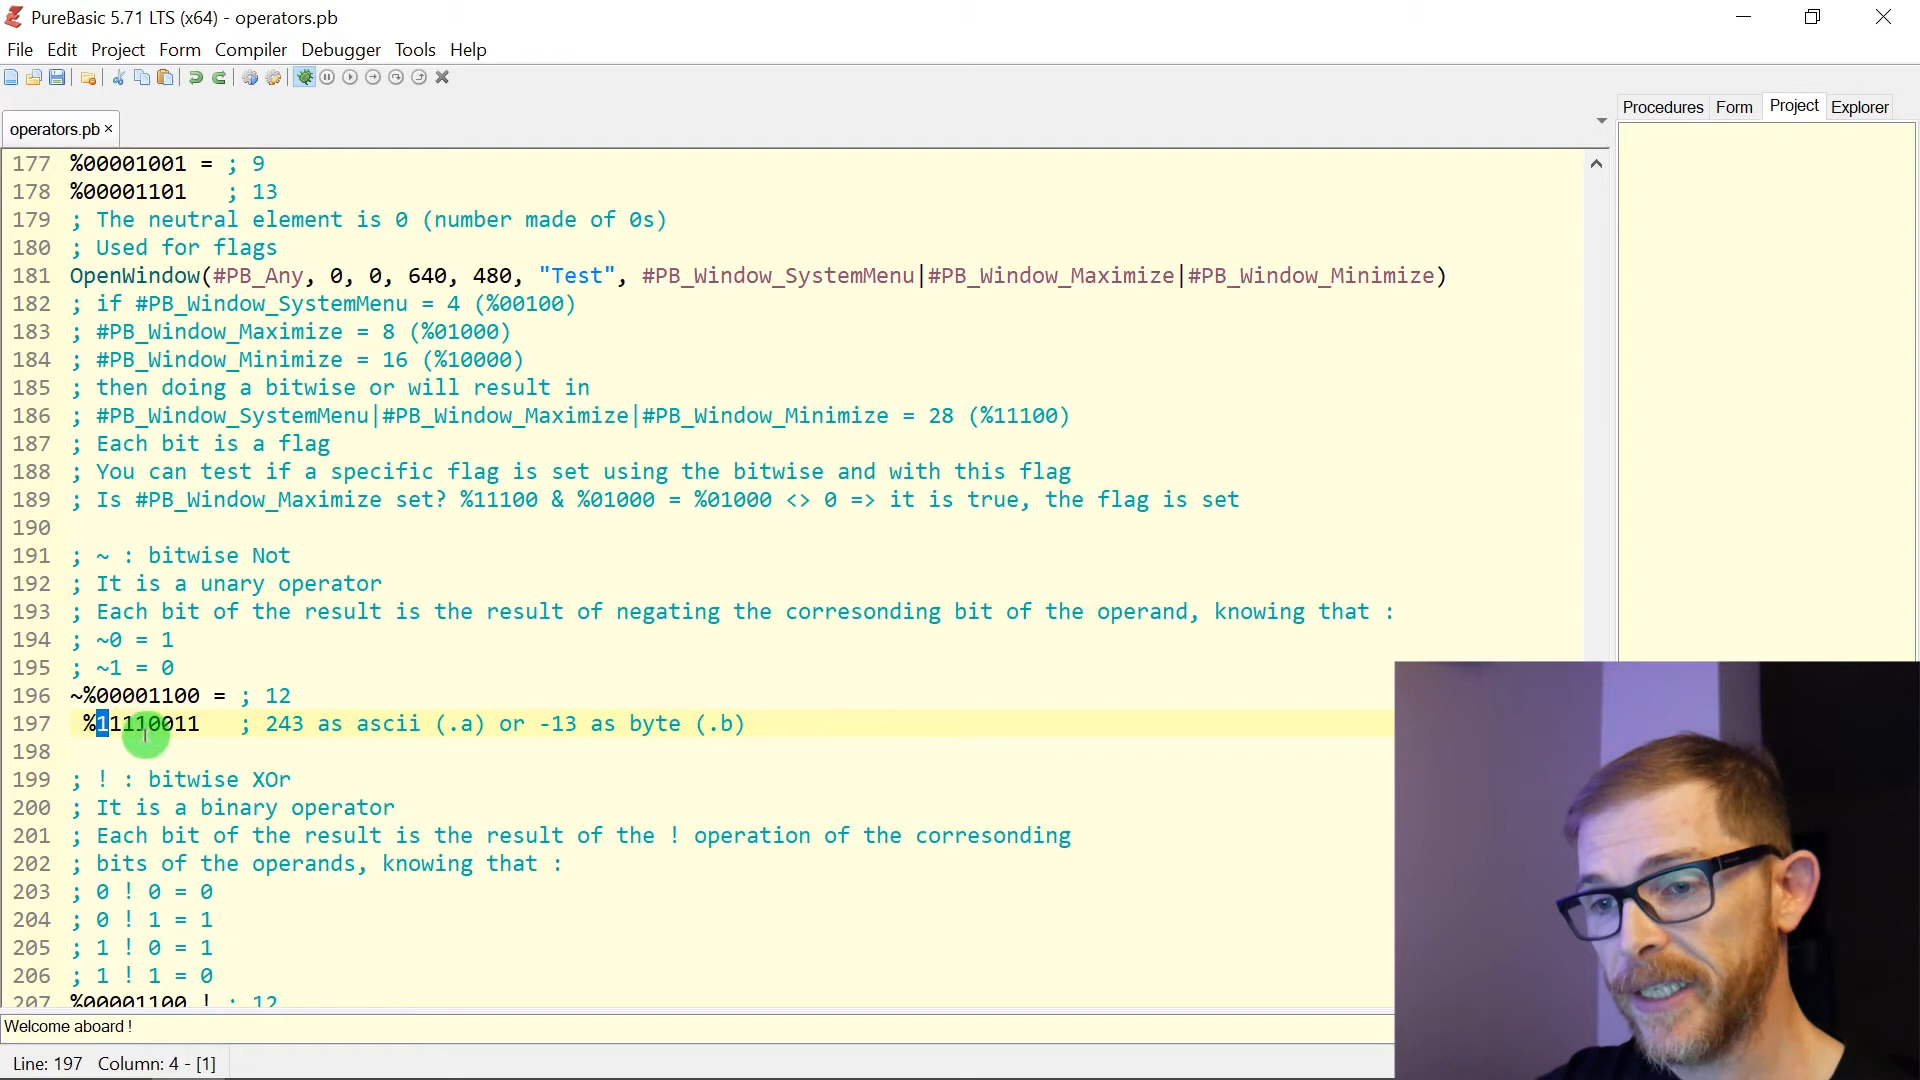 PureBasic 5.71 LTS (x64) - operators.pb
File Edit Project Form Compiler Debugger Tools Help
operators.pb
Procedures Form Project Explorer
177 %00001001 = ; 9
178 %00001101 ; 13
179 ; The neutral element is 0 (number made of 0s)
180 ; Used for flags
181 OpenWindow(#PB_Any, 0, 0, 640, 480, "Test", #PB_Window_SystemMenu|#PB_Window_Maximize|#PB_Window_Minimize)
182 ; if #PB_Window_SystemMenu = 4 (%00100)
183 ; #PB_Window_Maximize = 8 (%01000)
184 ; #PB_Window_Minimize = 16 (%10000)
185 ; then doing a bitwise or will result in
186 ; #PB_Window_SystemMenu|#PB_Window_Maximize|#PB_Window_Minimize = 28 (%11100)
187 ; Each bit is a flag
188 ; You can test if a specific flag is set using the bitwise and with this flag
189 ; Is #PB_Window_Maximize set? %11100 & %01000 = %01000 <> 0 => it is true, the flag is set
190
191 ; ~ : bitwise Not
192 ; It is a unary operator
193 ; Each bit of the result is the result of negating the corresonding bit of the operand, knowing that :
194 ; ~0 = 1
195 ; ~1 = 0
196 ~%00001100 = ; 12
197 %11110011 ; 243 as ascii (.a) or -13 as byte (.b)
198
199 ; ! : bitwise XOr
200 ; It is a binary operator
201 ; Each bit of the result is the result of the ! operation of the corresonding
202 ; bits of the operands, knowing that :
203 ; 0 ! 0 = 0
204 ; 0 ! 1 = 1
205 ; 1 ! 0 = 1
206 ; 1 ! 1 = 0
207 %00001100 ! ; 12
Welcome aboard !
Line: 197 Column: 4 - [1]